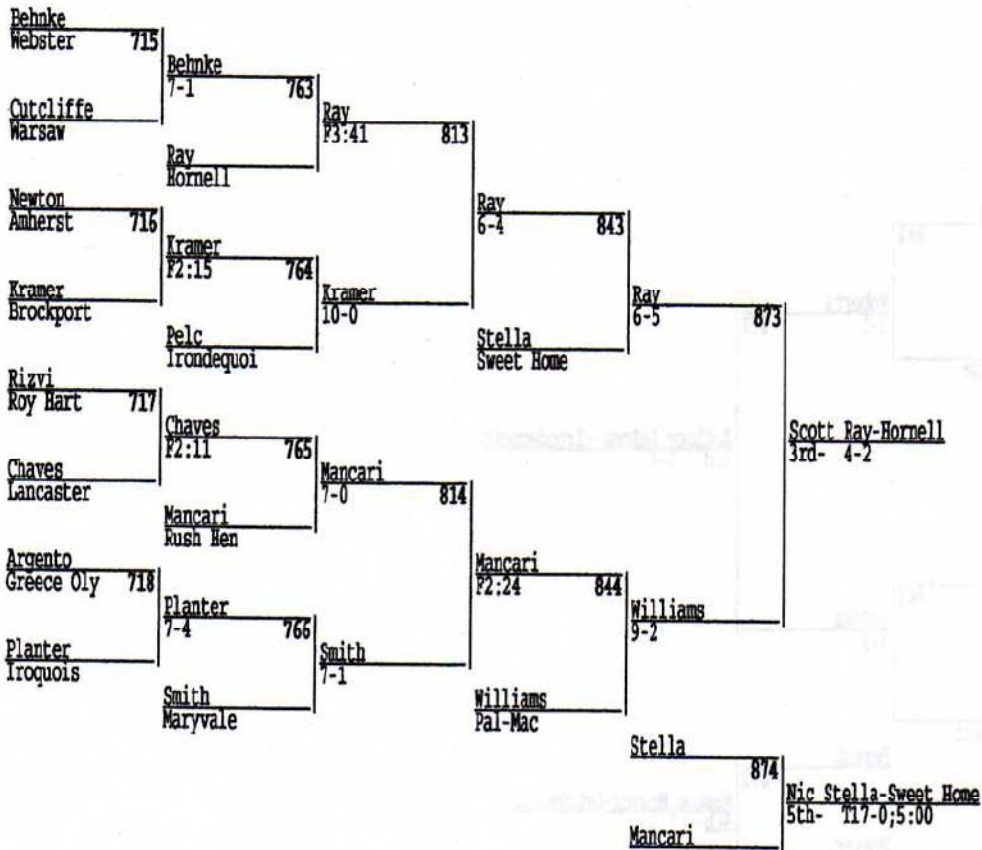 Behnke
Webster 715
Cutcliffe
Warsaw
Newton
Amherst 716
Kramer
Brockport
Rizvi
Roy Hart 717
Chaves
Lancaster
Argento
Greece Oly 718
Planter
Iroquois
Behnke
7-1 763
Ray
Hornell
Kramer
F2:15 764
Pelc
Irondequoi
Chaves
F2:11 765
Mancari
Rush Hen
Planter
7-4 766
Smith
Maryvale
Ray
F3:41 813
Kramer
10-0
Mancari
7-0 814
Smith
7-1
Ray
6-4 843
Stella
Sweet Home
Mancari
F2:24 844
Williams
Pal-Mac
Ray
6-5 873
Williams
9-2
Scott Ray-Hornell
3rd- 4-2
Stella
874
Mancari
Nic Stella-Sweet Home
5th- T17-0;5:00